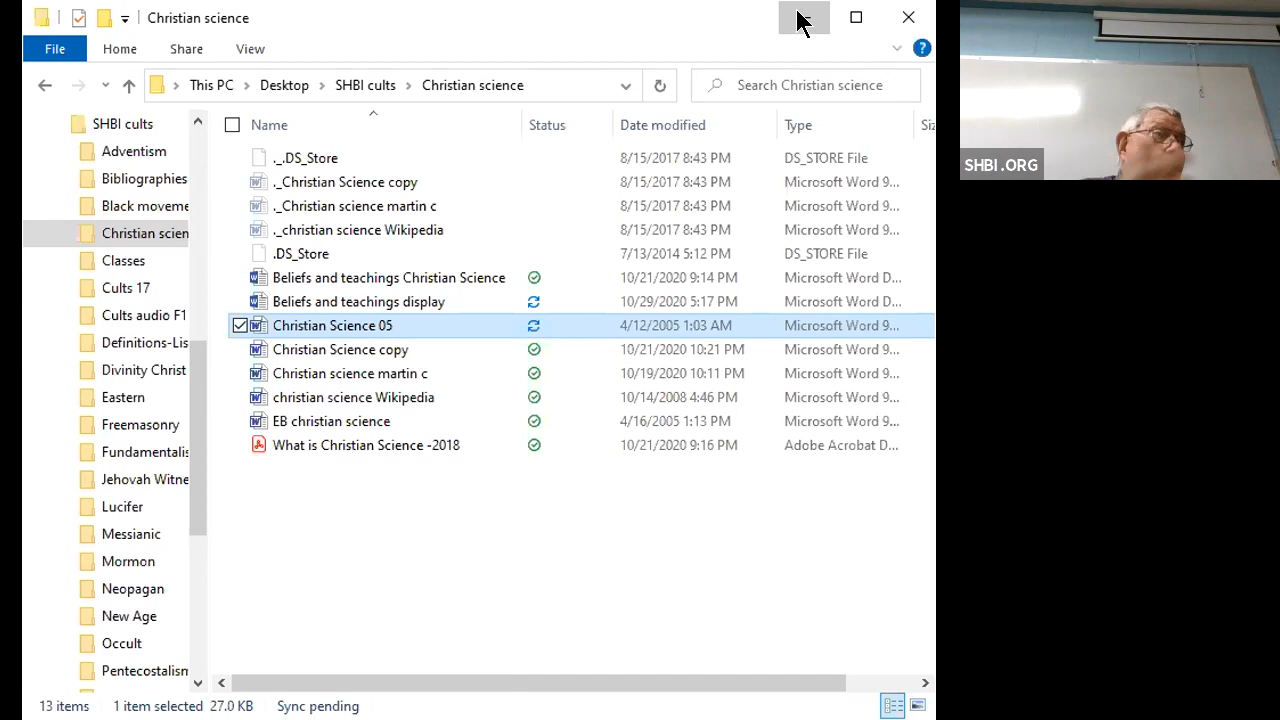 Christian science
File Home Share View
This PC Desktop SHBI cults Christian science Search Christian science
SHBI cults
Adventism
Bibliographies
Black moveme
Christian scien
Classes
Cults 17
Cults audio F1
Definitions-Lis
Divinity Christ
Eastern
Freemasonry
Fundamentalis
Jehovah Witne
Lucifer
Messianic
Mormon
Neopagan
New Age
Occult
Pentecostalism
Name Status Date modified Type Siz
._.DS_Store 8/15/2017 8:43 PM DS_STORE File
._Christian Science copy 8/15/2017 8:43 PM Microsoft Word 9...
._Christian science martin c 8/15/2017 8:43 PM Microsoft Word 9...
._christian science Wikipedia 8/15/2017 8:43 PM Microsoft Word 9...
.DS_Store 7/13/2014 5:12 PM DS_STORE File
Beliefs and teachings Christian Science 10/21/2020 9:14 PM Microsoft Word D...
Beliefs and teachings display 10/29/2020 5:17 PM Microsoft Word D...
Christian Science 05 4/12/2005 1:03 AM Microsoft Word 9...
Christian Science copy 10/21/2020 10:21 PM Microsoft Word 9...
Christian science martin c 10/19/2020 10:11 PM Microsoft Word 9...
christian science Wikipedia 10/14/2008 4:46 PM Microsoft Word 9...
EB christian science 4/16/2005 1:13 PM Microsoft Word 9...
What is Christian Science -2018 10/21/2020 9:16 PM Adobe Acrobat D...
13 items 1 item selected 27.0 KB Sync pending
SHBI.ORG